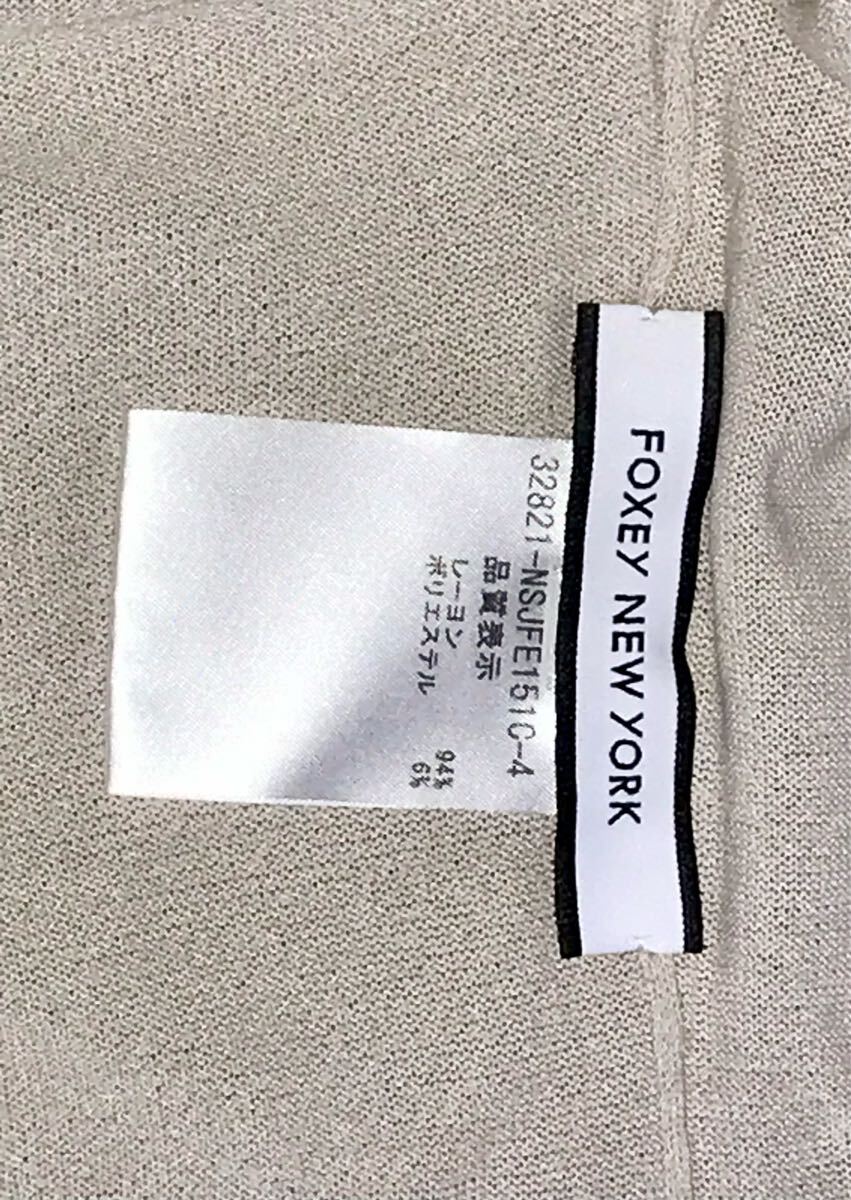 FOXEY NEW YORK
32821-NSJFE151C-4
品質表示
レーヨン 94%
ポリエステル 6%